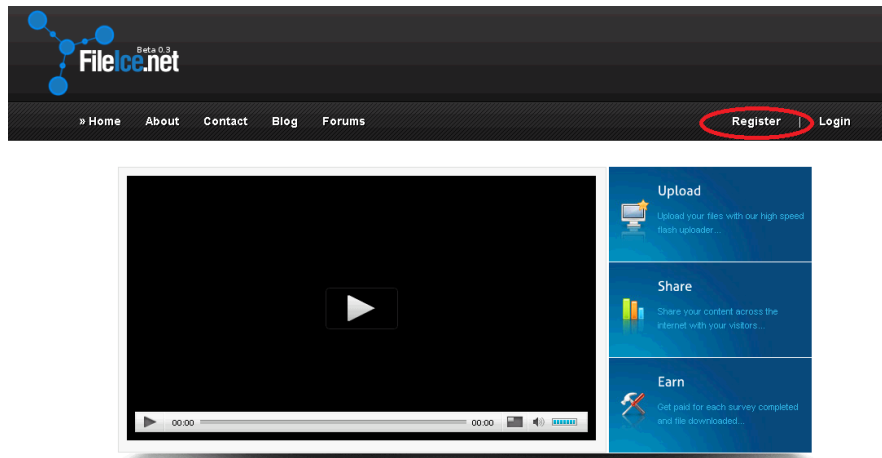 Beta 0.3
FileIce.net
» Home About Contact Blog Forums Register | Login
Upload
Upload your files with our high speed
flash uploader...
Share
Share your content across the
internet with your visitors...
Earn
Get paid for each survey completed
and file downloaded...
00:00 00:00